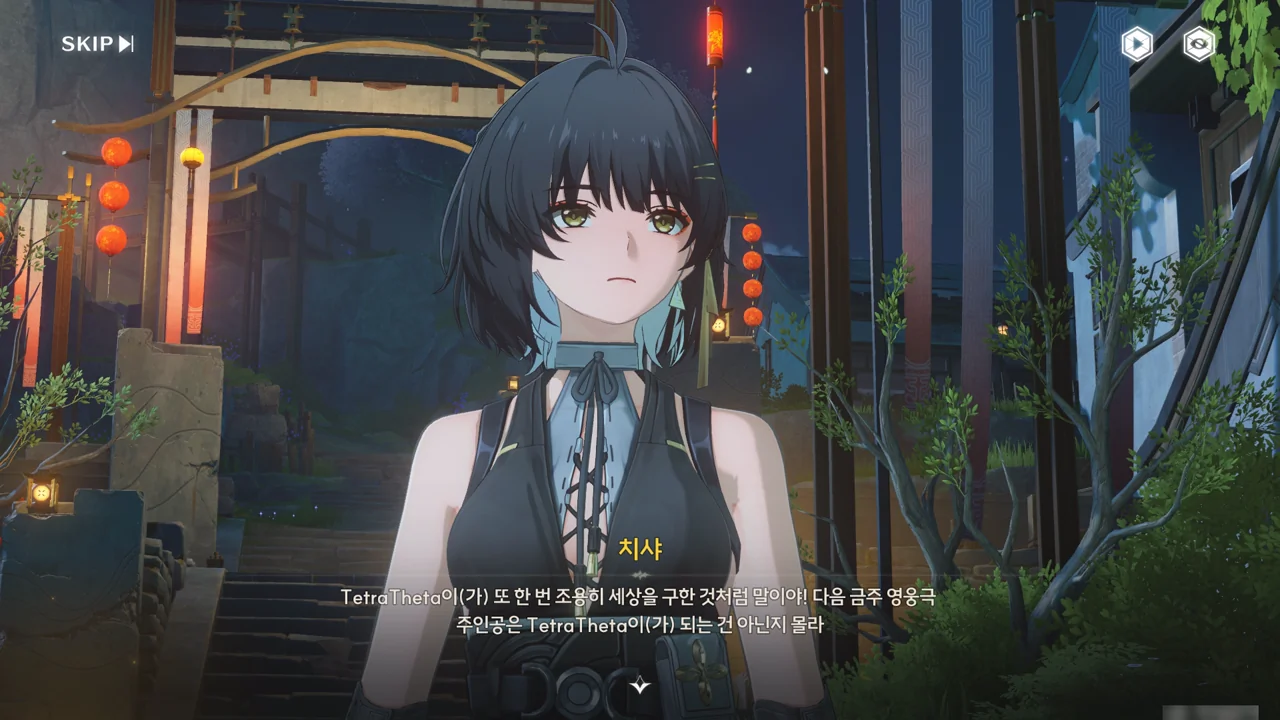 SKIP
치샤
TetraTheta이(가) 또 한 번 조용히 세상을 구한 것처럼 말이야! 다음 금주 영웅극
주인공은 TetraTheta이(가) 되는 건 아닌지 몰라